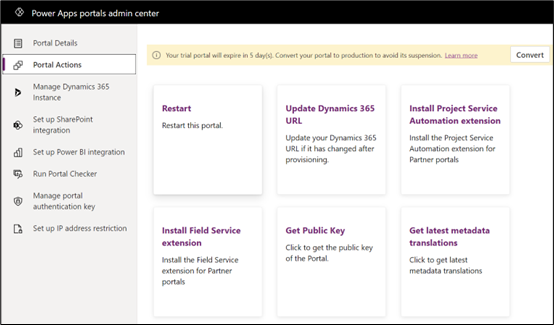 Power Apps portals admin center
Portal Details
Portal Actions
Manage Dynamics 365
Instance
Set up SharePoint
integration
Set up Power BI integration
Run Portal Checker
Manage portal
authentication key
Set up IP address restriction
Your trial portal will expire in 5 day(s). Convert your portal to production to avoid its suspension. Learn more
Convert
Restart
Restart this portal.
Update Dynamics 365
URL
Update your Dynamics 365
URL if it has changed after
provisioning.
Install Project Service
Automation extension
Install the Project Service
Automation extension for
Partner portals
Install Field Service
extension
Install the Field Service
extension for Partner
portals
Get Public Key
Click to get the public key
of the Portal.
Get latest metadata
translations
Click to get latest
metadata translations